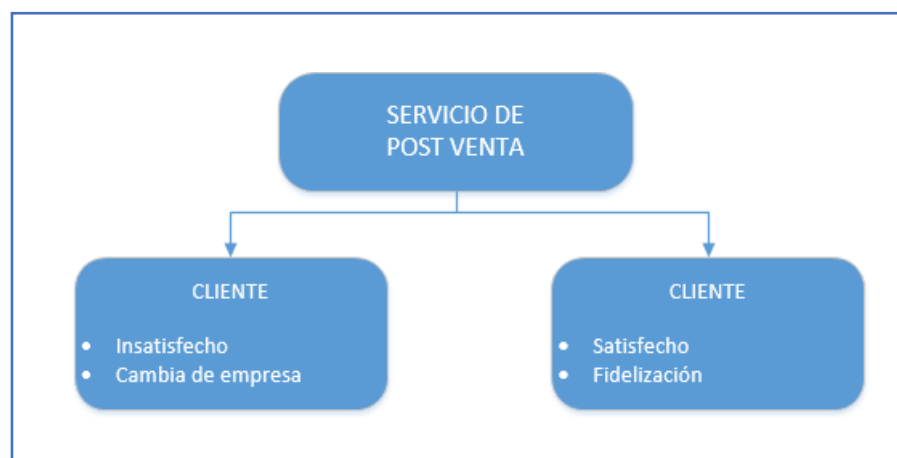 SERVICIO DE
POST VENTA
CLIENTE
• Insatisfecho
• Cambia de empresa
CLIENTE
• Satisfecho
• Fidelización